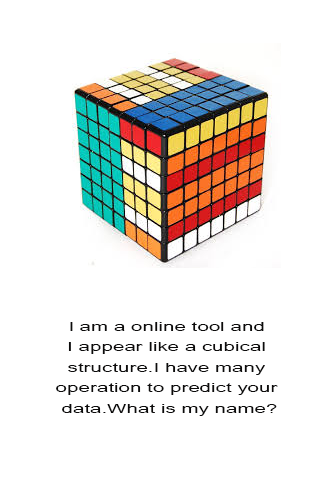 I am a online tool and
I appear like a cubical
structure.I have many
operation to predict your
data.What is my name?